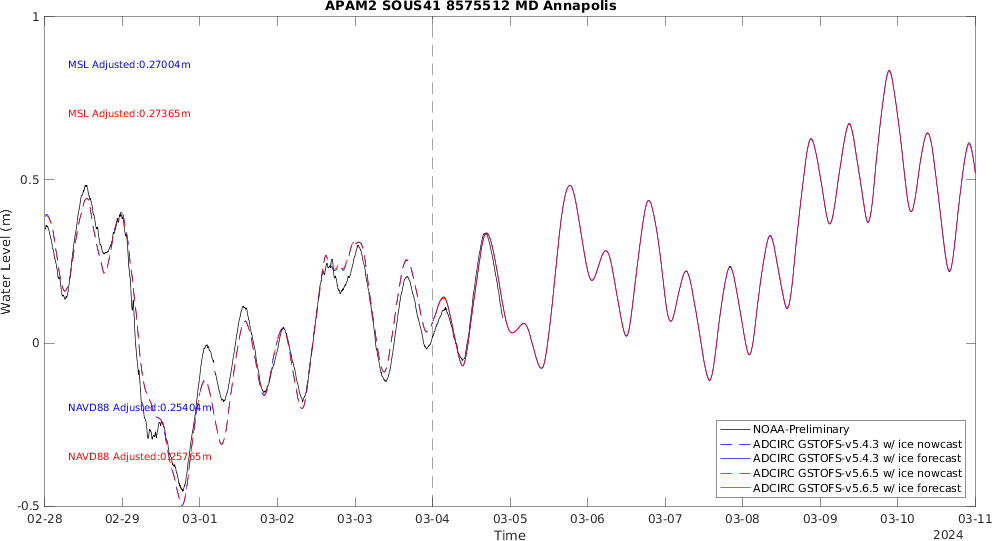 APAM2 SOUS41 8575512 MD Annapolis
1
MSL Adjusted:0.27004m
MSL Adjusted:0.27365m
0.5
Water Level (m)
0
NAVD88 Adjusted:0.25404m
NAVD88 Adjusted:0.25765m
-0.5
NOAA-Preliminary
ADCIRC GSTOFS-v5.4.3 w/ ice nowcast
ADCIRC GSTOFS-v5.4.3 w/ ice forecast
ADCIRC GSTOFS-v5.6.5 w/ ice nowcast
ADCIRC GSTOFS-v5.6.5 w/ ice forecast
02-28 02-29 03-01 03-02 03-03 03-04 03-05 03-06 03-07 03-08 03-09 03-10 03-11
Time
2024